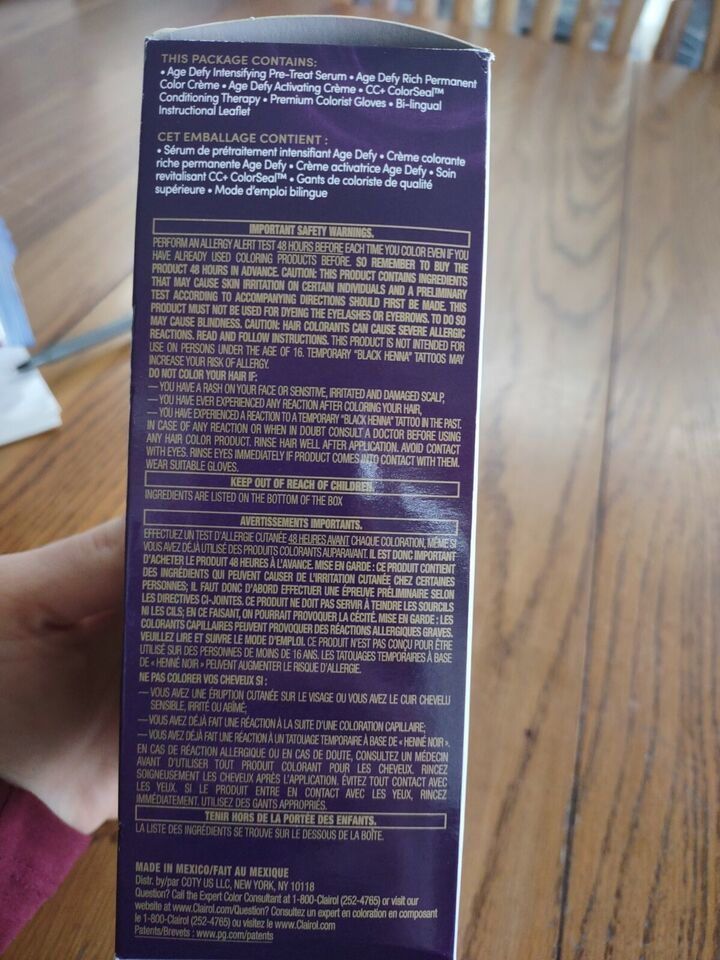 THIS PACKAGE CONTAINS:
• Age Defy Intensifying Pre-Treat Serum • Age Defy Rich Permanent
Color Crème • Age Defy Activating Crème • CC+ ColorSeal™
Conditioning Therapy • Premium Colorist Gloves • Bi-lingual
Instructional Leaflet
CET EMBALLAGE CONTIENT :
• Sérum de prétraitement intensifiant Age Defy • Crème colorante
riche permanente Age Defy • Crème activatrice Age Defy • Soin
revitalisant CC+ ColorSeal™ • Gants de coloriste de qualité
supérieure • Mode d'emploi bilingue
IMPORTANT SAFETY WARNINGS.
PERFORM AN ALLERGY ALERT TEST 48 HOURS BEFORE EACH TIME YOU COLOR EVEN IF YOU
HAVE ALREADY USED COLORING PRODUCTS BEFORE. SO REMEMBER TO BUY THE
PRODUCT 48 HOURS IN ADVANCE. CAUTION: THIS PRODUCT CONTAINS INGREDIENTS
THAT MAY CAUSE SKIN IRRITATION ON CERTAIN INDIVIDUALS AND A PRELIMINARY
TEST ACCORDING TO ACCOMPANYING DIRECTIONS SHOULD FIRST BE MADE. THIS
PRODUCT MUST NOT BE USED FOR DYEING THE EYELASHES OR EYEBROWS. TO DO SO
MAY CAUSE BLINDNESS. CAUTION: HAIR COLORANTS CAN CAUSE SEVERE ALLERGIC
REACTIONS. READ AND FOLLOW INSTRUCTIONS. THIS PRODUCT IS NOT INTENDED FOR
USE ON PERSONS UNDER THE AGE OF 16. TEMPORARY "BLACK HENNA" TATTOOS MAY
INCREASE YOUR RISK OF ALLERGY.
DO NOT COLOR YOUR HAIR IF:
— YOU HAVE A RASH ON YOUR FACE OR SENSITIVE, IRRITATED AND DAMAGED SCALP,
— YOU HAVE EVER EXPERIENCED ANY REACTION AFTER COLORING YOUR HAIR,
— YOU HAVE EXPERIENCED A REACTION TO A TEMPORARY "BLACK HENNA" TATTOO IN THE PAST.
IN CASE OF ANY REACTION OR WHEN IN DOUBT CONSULT A DOCTOR BEFORE USING
ANY HAIR COLOR PRODUCT. RINSE HAIR WELL AFTER APPLICATION. AVOID CONTACT
WITH EYES. RINSE EYES IMMEDIATELY IF PRODUCT COMES INTO CONTACT WITH THEM.
WEAR SUITABLE GLOVES.
KEEP OUT OF REACH OF CHILDREN.
INGREDIENTS ARE LISTED ON THE BOTTOM OF THE BOX
AVERTISSEMENTS IMPORTANTS.
EFFECTUEZ UN TEST D'ALLERGIE CUTANÉE 48 HEURES AVANT CHAQUE COLORATION, MÊME SI
VOUS AVEZ DÉJÀ UTILISÉ DES PRODUITS COLORANTS AUPARAVANT. IL EST DONC IMPORTANT
D'ACHETER LE PRODUIT 48 HEURES À L'AVANCE. MISE EN GARDE : CE PRODUIT CONTIENT
DES INGRÉDIENTS QUI PEUVENT CAUSER DE L'IRRITATION CUTANÉE CHEZ CERTAINES
PERSONNES; IL FAUT DONC D'ABORD EFFECTUER UNE ÉPREUVE PRÉLIMINAIRE SELON
LES DIRECTIVES CI-JOINTES. CE PRODUIT NE DOIT PAS SERVIR À TEINDRE LES SOURCILS
NI LES CILS; EN CE FAISANT, ON POURRAIT PROVOQUER LA CÉCITÉ. MISE EN GARDE : LES
COLORANTS CAPILLAIRES PEUVENT PROVOQUER DES RÉACTIONS ALLERGIQUES GRAVES.
VEUILLEZ LIRE ET SUIVRE LE MODE D'EMPLOI. CE PRODUIT N'EST PAS CONÇU POUR ÊTRE
UTILISÉ SUR DES PERSONNES DE MOINS DE 16 ANS. LES TATOUAGES TEMPORAIRES À BASE
DE « HENNÉ NOIR » PEUVENT AUGMENTER LE RISQUE D'ALLERGIE.
NE PAS COLORER VOS CHEVEUX SI :
— VOUS AVEZ UNE ÉRUPTION CUTANÉE SUR LE VISAGE OU VOUS AVEZ LE CUIR CHEVELU
SENSIBLE, IRRITÉ OU ABÎMÉ;
— VOUS AVEZ DÉJÀ FAIT UNE RÉACTION À LA SUITE D'UNE COLORATION CAPILLAIRE;
— VOUS AVEZ DÉJÀ FAIT UNE RÉACTION À UN TATOUAGE TEMPORAIRE À BASE DE « HENNÉ NOIR ».
EN CAS DE RÉACTION ALLERGIQUE OU EN CAS DE DOUTE, CONSULTEZ UN MÉDECIN
AVANT D'UTILISER TOUT PRODUIT COLORANT POUR LES CHEVEUX. RINCEZ
SOIGNEUSEMENT LES CHEVEUX APRÈS L'APPLICATION. ÉVITEZ TOUT CONTACT AVEC
LES YEUX. SI LE PRODUIT ENTRE EN CONTACT AVEC LES YEUX, RINCEZ
IMMÉDIATEMENT. UTILISEZ DES GANTS APPROPRIÉS.
TENIR HORS DE LA PORTÉE DES ENFANTS.
LA LISTE DES INGRÉDIENTS SE TROUVE SUR LE DESSOUS DE LA BOÎTE.
MADE IN MEXICO/FAIT AU MEXIQUE
Distr. by/par COTY US LLC, NEW YORK, NY 10118
Question? Call the Expert Color Consultant at 1-800-Clairol (252-4765) or visit our
website at www.Clairol.com/Question? Consultez un expert en coloration en composant
le 1-800-Clairol (252-4765) ou visitez le www.Clairol.com
Patents/Brevets : www.pg.com/patents